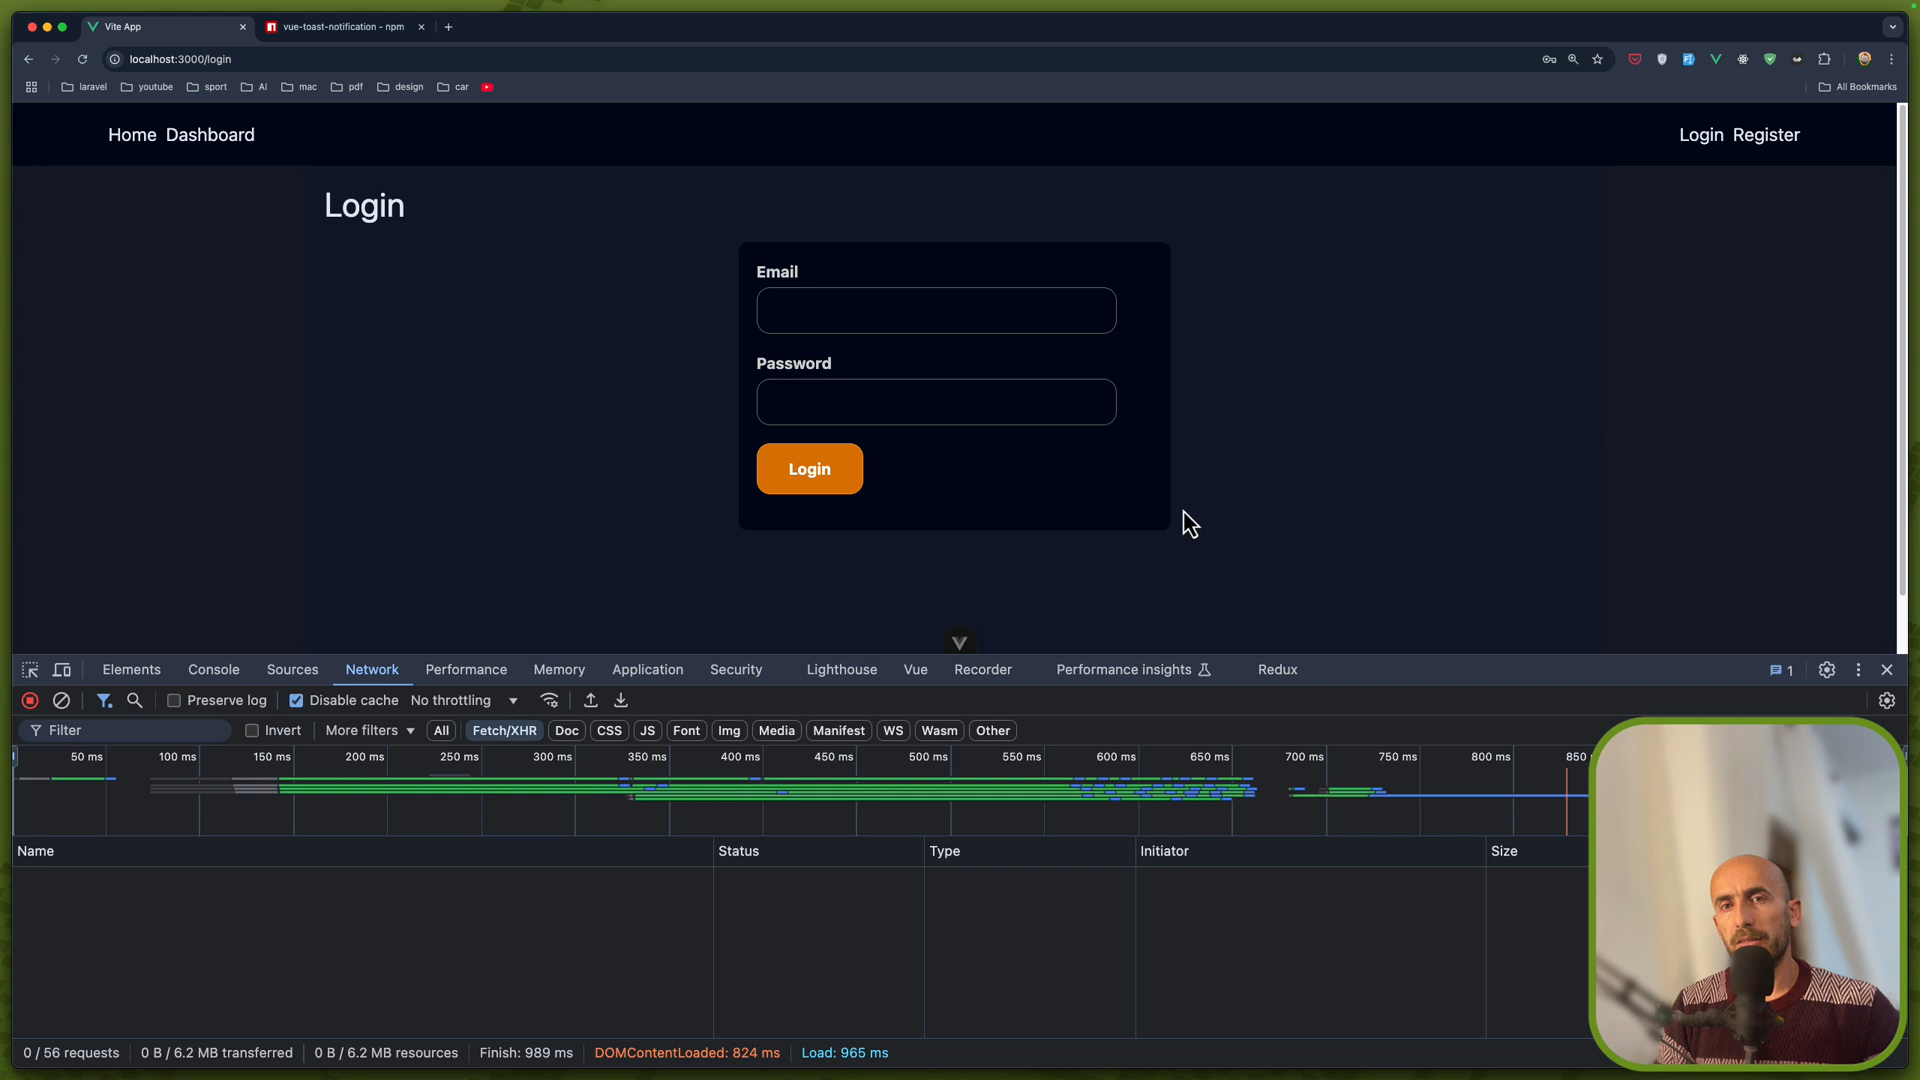 Vite App
vue-toast-notification - npm
localhost:3000/login
laravel youtube sport AI mac pdf design car All Bookmarks
Home Dashboard Login Register
Login
Email
Password
Login
Elements Console Sources Network Performance Memory Application Security Lighthouse Vue Recorder Performance insights Redux 1
Preserve log Disable cache No throttling
Filter Invert More filters All Fetch/XHR Doc CSS JS Font Img Media Manifest WS Wasm Other
50 ms 100 ms 150 ms 200 ms 250 ms 300 ms 350 ms 400 ms 450 ms 500 ms 550 ms 600 ms 650 ms 700 ms 750 ms 800 ms 850
Name Status Type Initiator Size
0 / 56 requests 0 B / 6.2 MB transferred 0 B / 6.2 MB resources Finish: 989 ms DOMContentLoaded: 824 ms Load: 965 ms